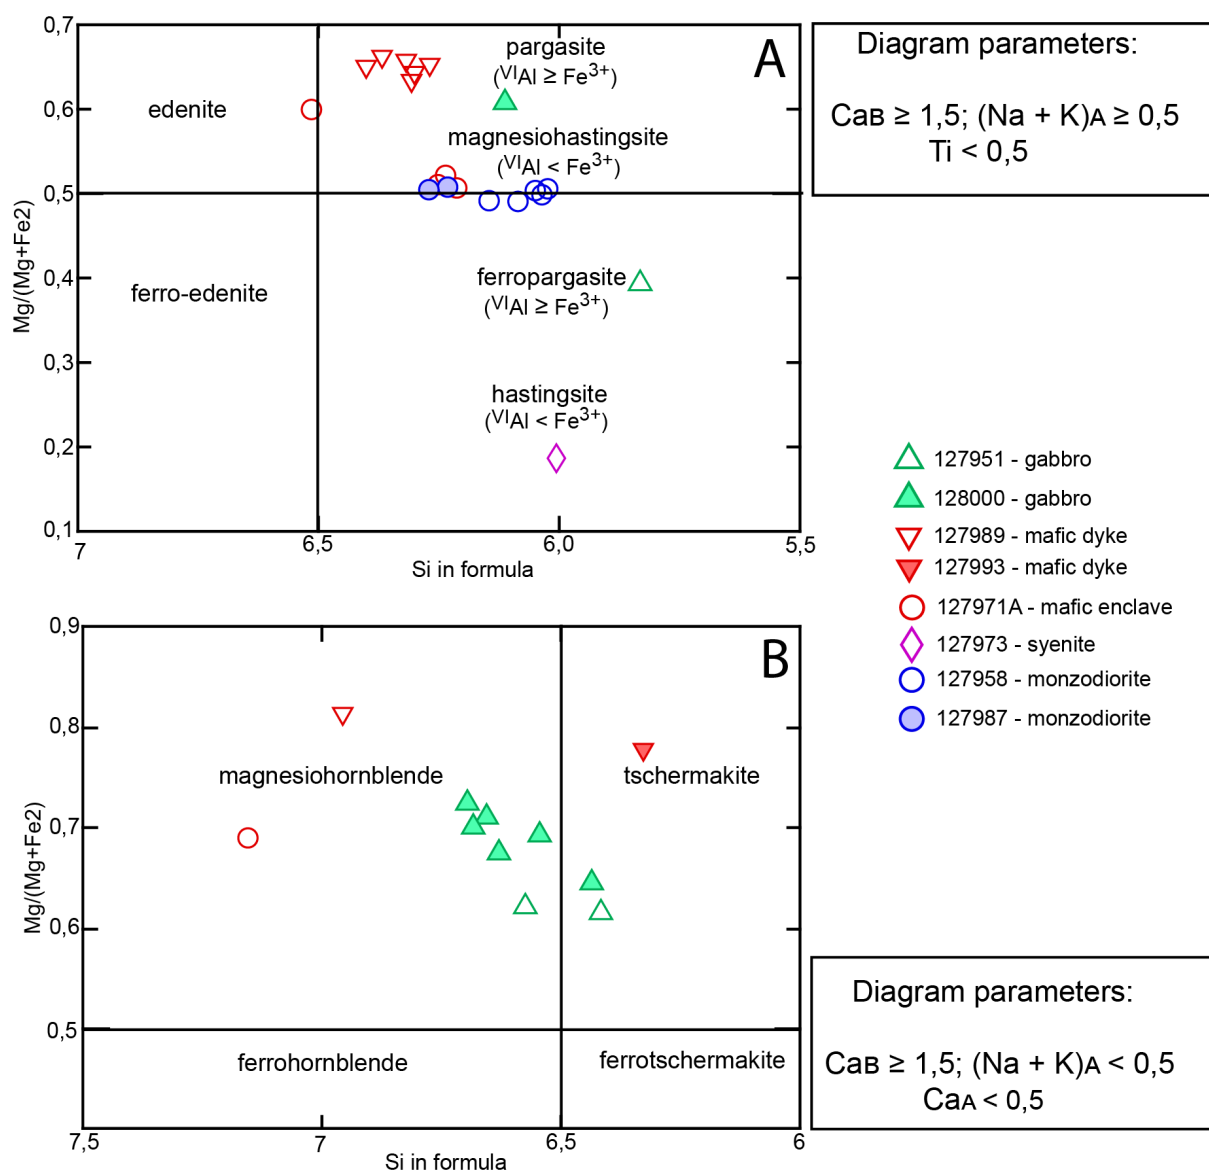 0,7
0,6
0,5
0,4
0,3
0,2
0,1
Mg/(Mg+Fe2)
7
6,5
6,0
5,5
Si in formula
A
edenite
pargasite
(VIAl ≥ Fe3+)
magnesiohastingsite
(VIAl < Fe3+)
ferro-edenite
ferropargasite
(VIAl ≥ Fe3+)
hastingsite
(VIAl < Fe3+)
Diagram parameters:
CaB ≥ 1,5; (Na + K)A ≥ 0,5
Ti < 0,5
127951 - gabbro
128000 - gabbro
127989 - mafic dyke
127993 - mafic dyke
127971A - mafic enclave
127973 - syenite
127958 - monzodiorite
127987 - monzodiorite
0,9
0,8
0,7
0,6
0,5
Mg/(Mg+Fe2)
7,5
7
6,5
6
Si in formula
B
magnesiohornblende
tschermakite
ferrohornblende
ferrotschermakite
Diagram parameters:
CaB ≥ 1,5; (Na + K)A < 0,5
CaA < 0,5